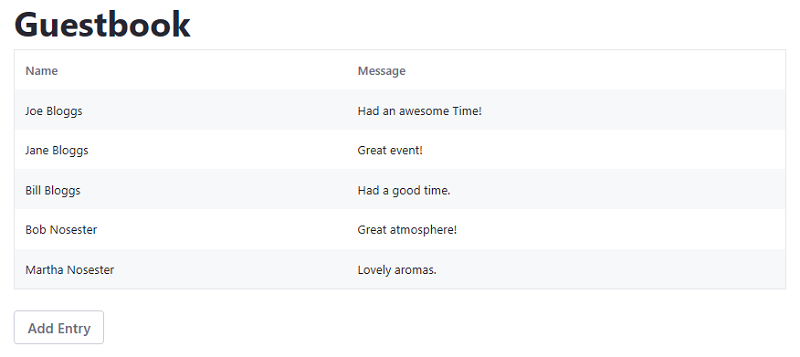 Guestbook
Name Message
Joe Bloggs Had an awesome Time!
Jane Bloggs Great event!
Bill Bloggs Had a good time.
Bob Nosester Great atmosphere!
Martha Nosester Lovely aromas.
Add Entry